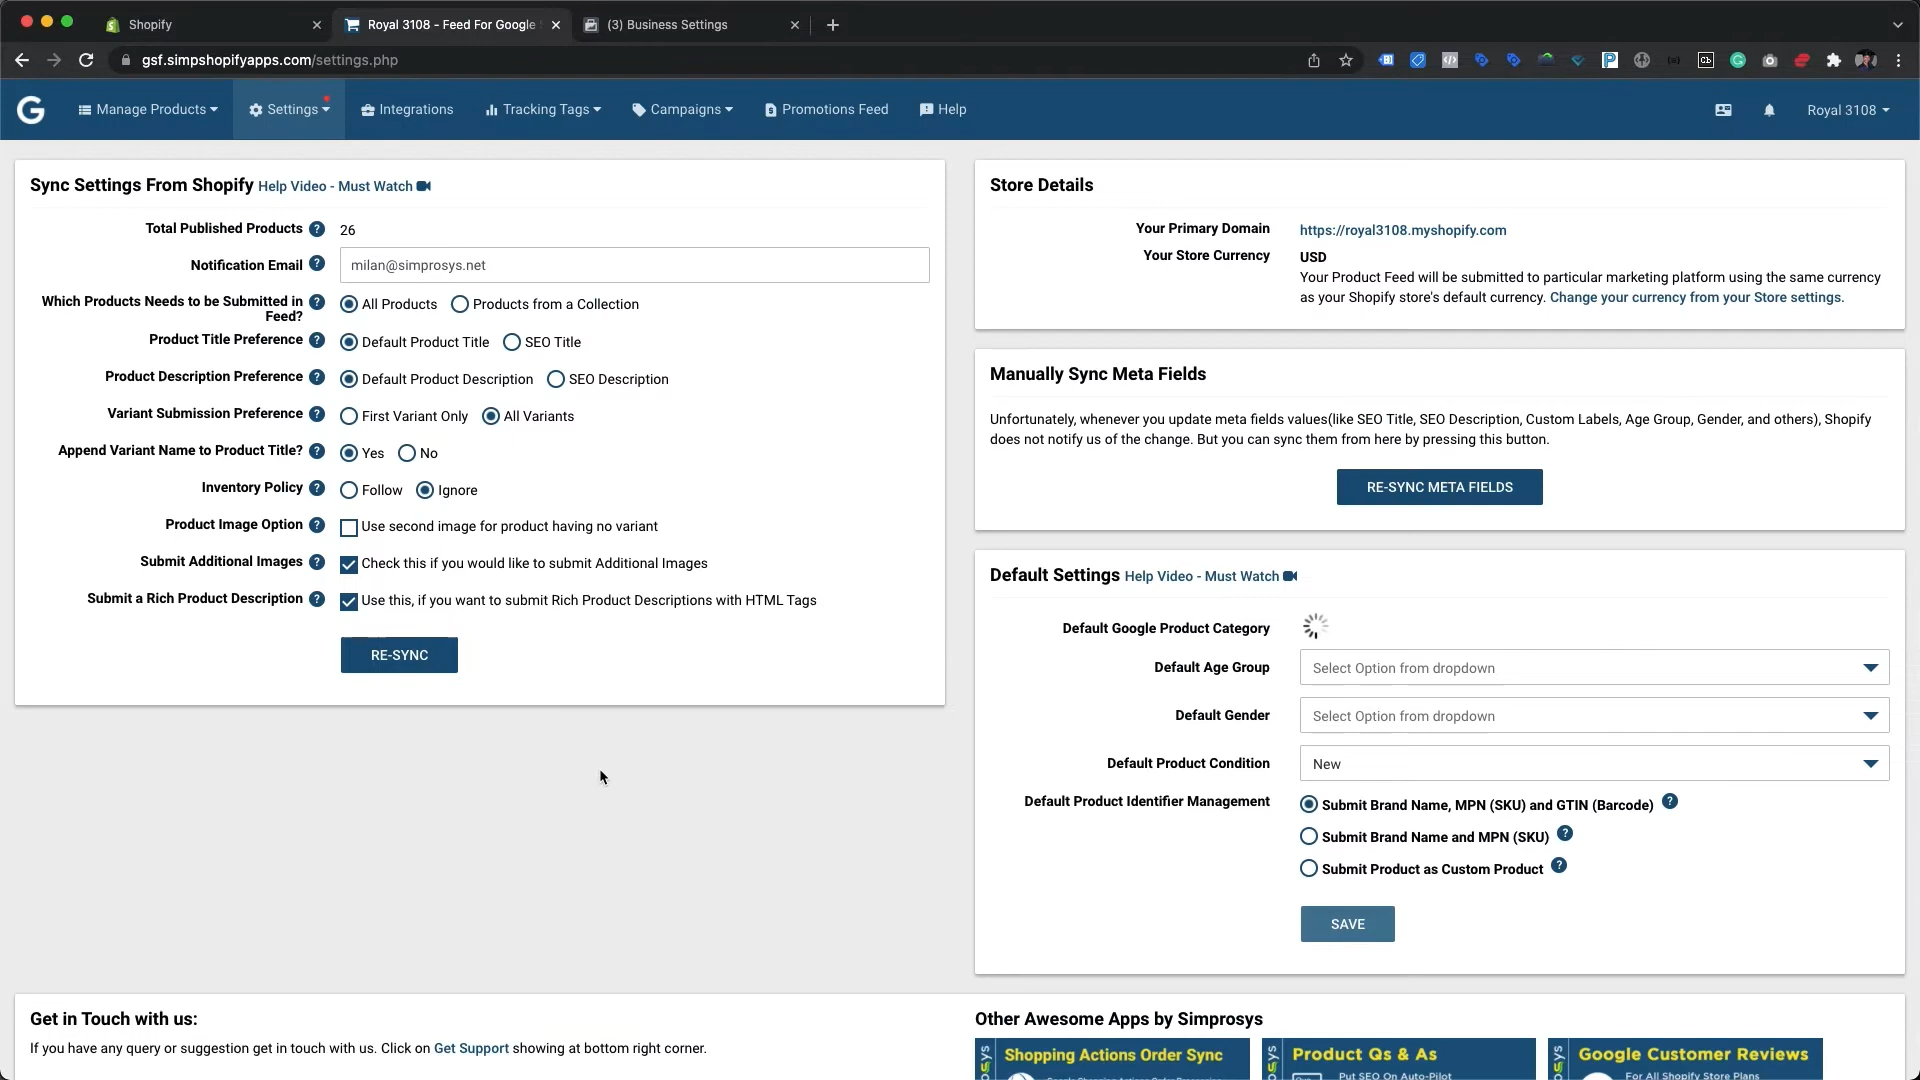 Shopify
Royal 3108 - Feed For Google
(3) Business Settings
gsf.simpshopifyapps.com/settings.php
Manage Products
Settings
Integrations
Tracking Tags
Campaigns
Promotions Feed
Help
Royal 3108
Sync Settings From Shopify Help Video - Must Watch
Total Published Products ? 26
Notification Email ? milan@simprosys.net
Which Products Needs to be Submitted in Feed? ? All Products Products from a Collection
Product Title Preference ? Default Product Title SEO Title
Product Description Preference ? Default Product Description SEO Description
Variant Submission Preference ? First Variant Only All Variants
Append Variant Name to Product Title? ? Yes No
Inventory Policy ? Follow Ignore
Product Image Option ? Use second image for product having no variant
Submit Additional Images ? Check this if you would like to submit Additional Images
Submit a Rich Product Description ? Use this, if you want to submit Rich Product Descriptions with HTML Tags
RE-SYNC
Store Details
Your Primary Domain https://royal3108.myshopify.com
Your Store Currency USD
Your Product Feed will be submitted to particular marketing platform using the same currency
as your Shopify store's default currency. Change your currency from your Store settings.
Manually Sync Meta Fields
Unfortunately, whenever you update meta fields values(like SEO Title, SEO Description, Custom Labels, Age Group, Gender, and others), Shopify
does not notify us of the change. But you can sync them from here by pressing this button.
RE-SYNC META FIELDS
Default Settings Help Video - Must Watch
Default Google Product Category
Default Age Group Select Option from dropdown
Default Gender Select Option from dropdown
Default Product Condition New
Default Product Identifier Management Submit Brand Name, MPN (SKU) and GTIN (Barcode) ?
Submit Brand Name and MPN (SKU) ?
Submit Product as Custom Product ?
SAVE
Get in Touch with us:
If you have any query or suggestion get in touch with us. Click on Get Support showing at bottom right corner.
Other Awesome Apps by Simprosys
Shopping Actions Order Sync
Product Qs & As
Put SEO On Auto-Pilot
Google Customer Reviews
For All Shopify Store Plans